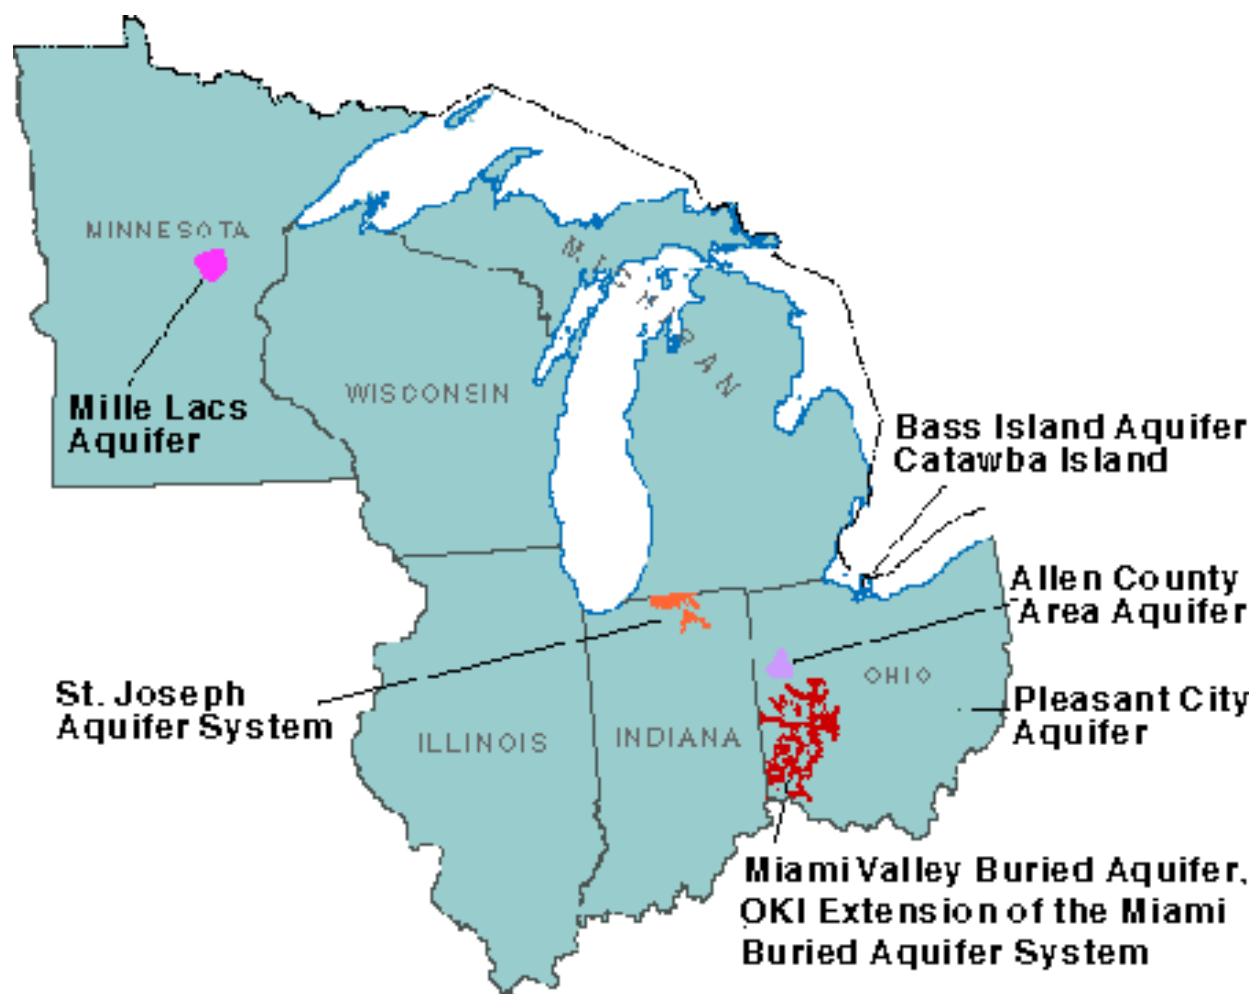 MINNESOTA
Mille Lacs
Aquifer
WISCONSIN
MICHIGAN
Bass Island Aquifer
Catawba Island
Allen County
Area Aquifer
OHIO
Pleasant City
Aquifer
St. Joseph
Aquifer System
ILLINOIS
INDIANA
Miami Valley Buried Aquifer,
OKI Extension of the Miami
Buried Aquifer System